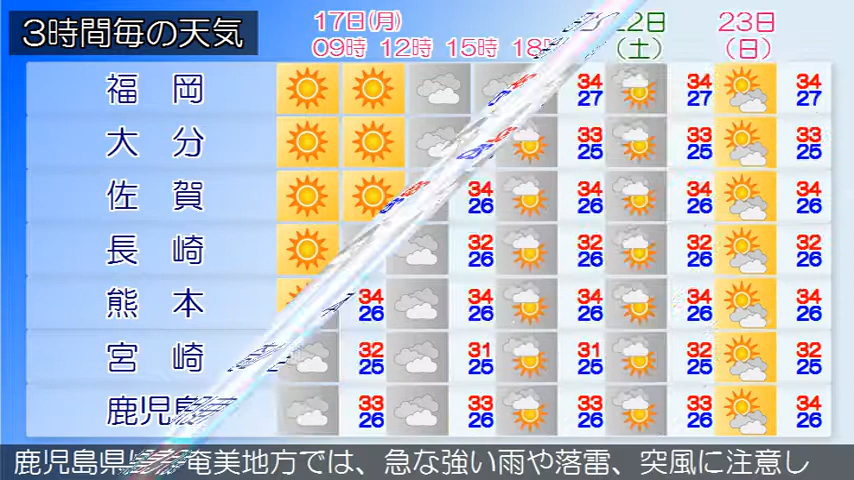 3時間毎の天気
17日(月) 22日 23日
09時 12時 15時 18時 (土) (日)
福岡 34 34 34
27 27 27
大分 33 33 33
25 25 25
佐賀 34 34 34 34
26 26 26 26
長崎 32 32 32 32
26 26 26 26
熊本 34 34 34 34 34
26 26 26 26 26
宮崎 32 31 31 32 32
25 25 25 25 25
鹿児島 33 33 33 33 34
26 26 26 26 26
鹿児島県 奄美地方では、急な強い雨や落雷、突風に注意し